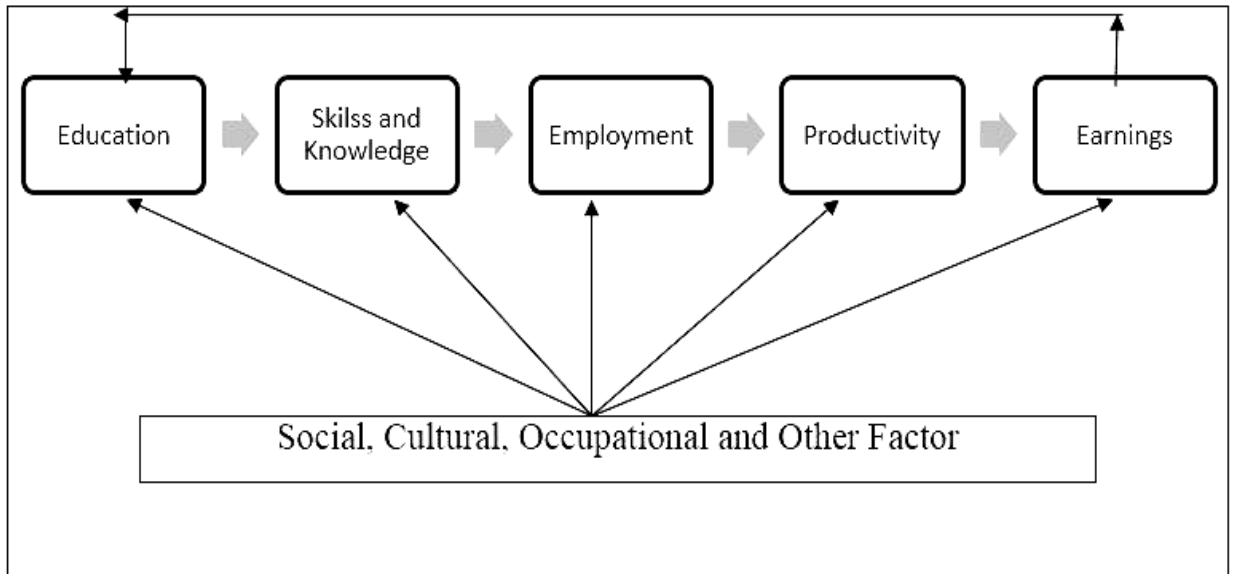 Education
Skilss and
Knowledge
Employment
Productivity
Earnings
Social, Cultural, Occupational and Other Factor